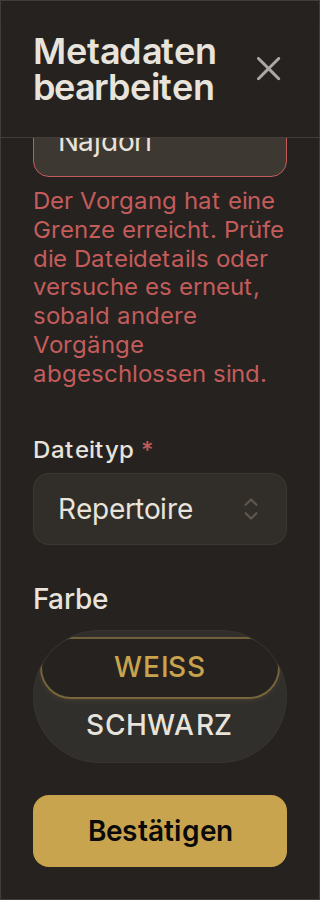 Metadaten
bearbeiten
Najdorf
Der Vorgang hat eine
Grenze erreicht. Prüfe
die Dateidetails oder
versuche es erneut,
sobald andere
Vorgänge
abgeschlossen sind.
Dateityp *
Repertoire
Farbe
WEISS
SCHWARZ
Bestätigen